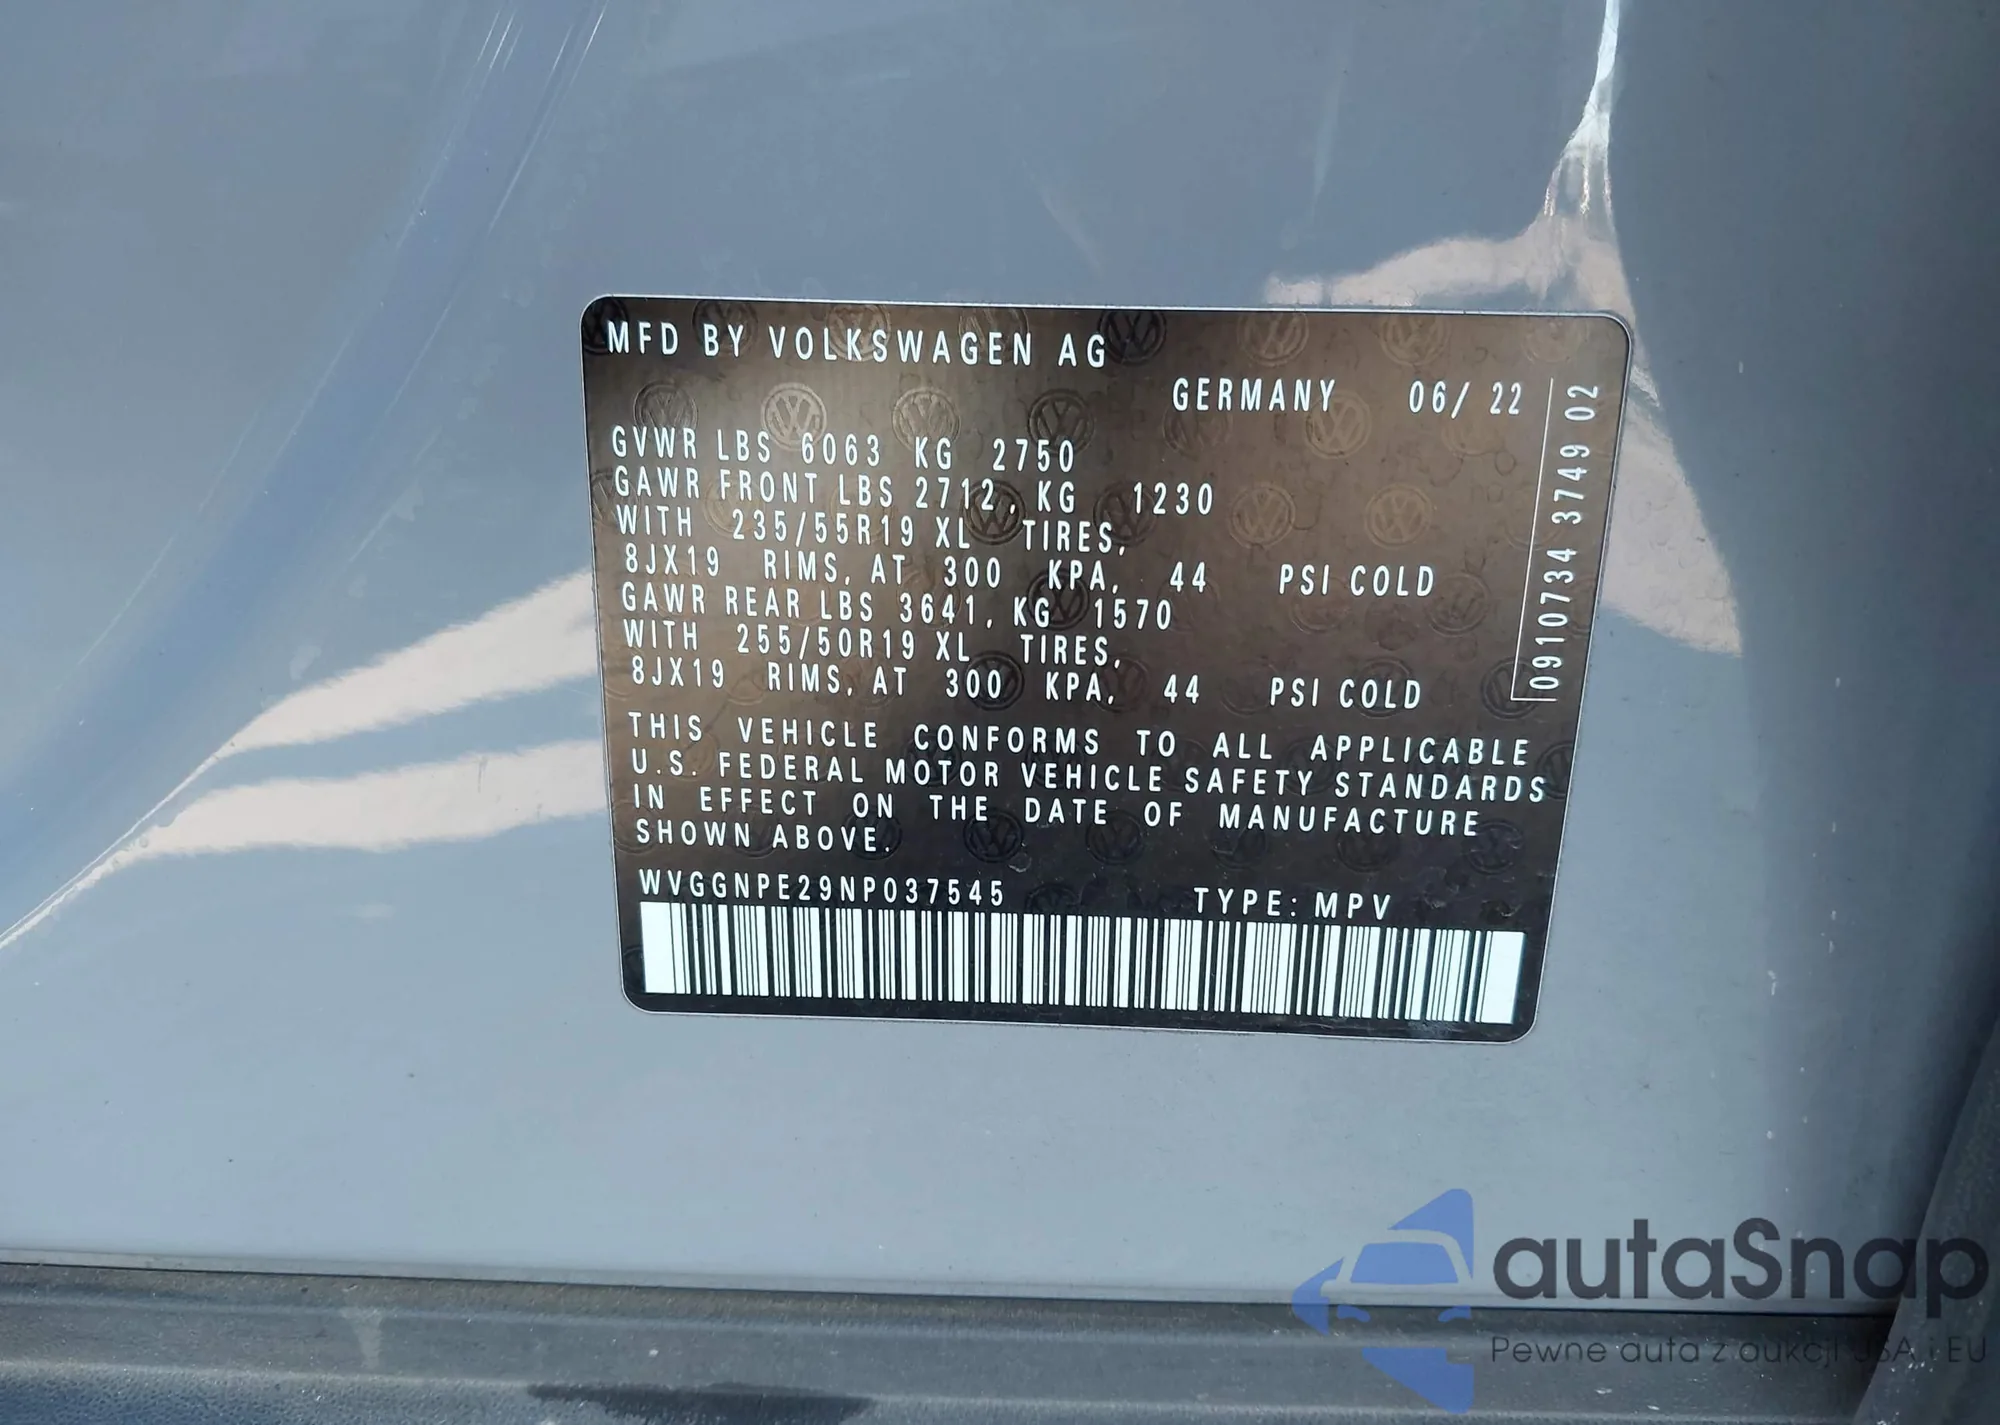 MFD BY VOLKSWAGEN AG
GERMANY 06/ 22
GVWR LBS 6063 KG 2750
GAWR FRONT LBS 2712, KG 1230
WITH 235/55R19 XL TIRES,
8JX19 RIMS, AT 300 KPA, 44 PSI COLD
GAWR REAR LBS 3641, KG 1570
WITH 255/50R19 XL TIRES,
8JX19 RIMS, AT 300 KPA, 44 PSI COLD
THIS VEHICLE CONFORMS TO ALL APPLICABLE
U.S. FEDERAL MOTOR VEHICLE SAFETY STANDARDS
IN EFFECT ON THE DATE OF MANUFACTURE
SHOWN ABOVE.
WVGGNPE29NP037545 TYPE: MPV
0910734 3749 02
autaSnap
Pewne auta z aukcji USA i EU